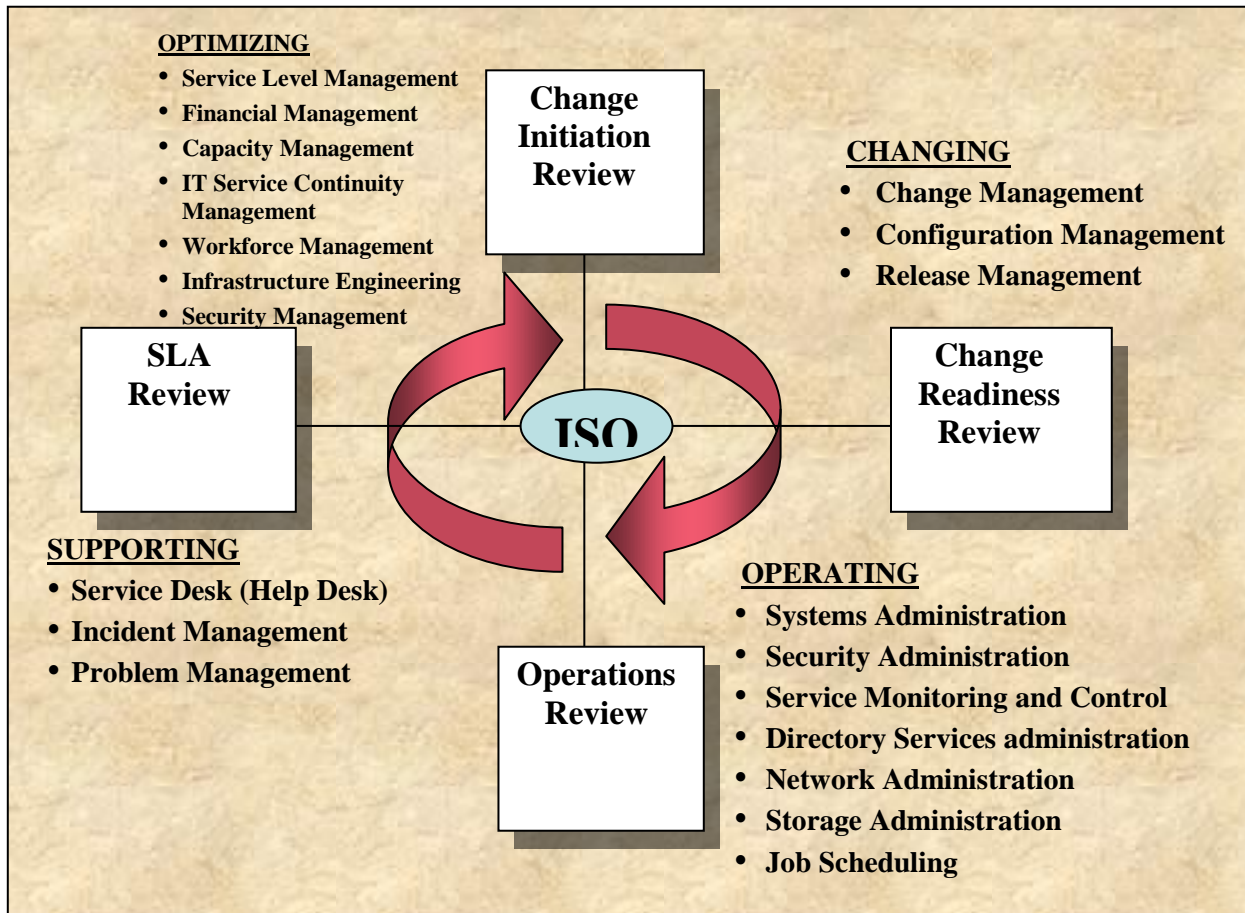 OPTIMIZING
• Service Level Management
• Financial Management
• Capacity Management
• IT Service Continuity
Management
• Workforce Management
• Infrastructure Engineering
• Security Management
Change
Initiation
Review
CHANGING
• Change Management
• Configuration Management
• Release Management
SLA
Review
ISO
Change
Readiness
Review
SUPPORTING
• Service Desk (Help Desk)
• Incident Management
• Problem Management
Operations
Review
OPERATING
• Systems Administration
• Security Administration
• Service Monitoring and Control
• Directory Services administration
• Network Administration
• Storage Administration
• Job Scheduling